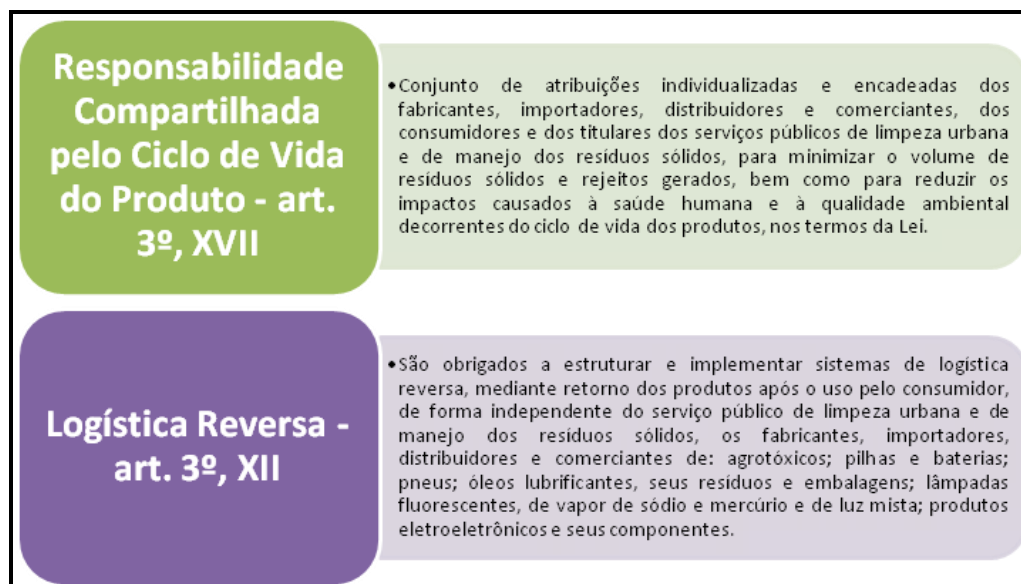 Responsabilidade
Compartilhada
pelo Ciclo de Vida
do Produto - art.
3º, XVII
•Conjunto de atribuições individualizadas e encadeadas dos
fabricantes, importadores, distribuidores e comerciantes, dos
consumidores e dos titulares dos serviços públicos de limpeza urbana
e de manejo dos resíduos sólidos, para minimizar o volume de
resíduos sólidos e rejeitos gerados, bem como para reduzir os
impactos causados à saúde humana e à qualidade ambiental
decorrentes do ciclo de vida dos produtos, nos termos da Lei.
Logística Reversa -
art. 3º, XII
•São obrigados a estruturar e implementar sistemas de logística
reversa, mediante retorno dos produtos após o uso pelo consumidor,
de forma independente do serviço público de limpeza urbana e de
manejo dos resíduos sólidos, os fabricantes, importadores,
distribuidores e comerciantes de: agrotóxicos; pilhas e baterias;
pneus; óleos lubrificantes, seus resíduos e embalagens; lâmpadas
fluorescentes, de vapor de sódio e mercúrio e de luz mista; produtos
eletroeletrônicos e seus componentes.